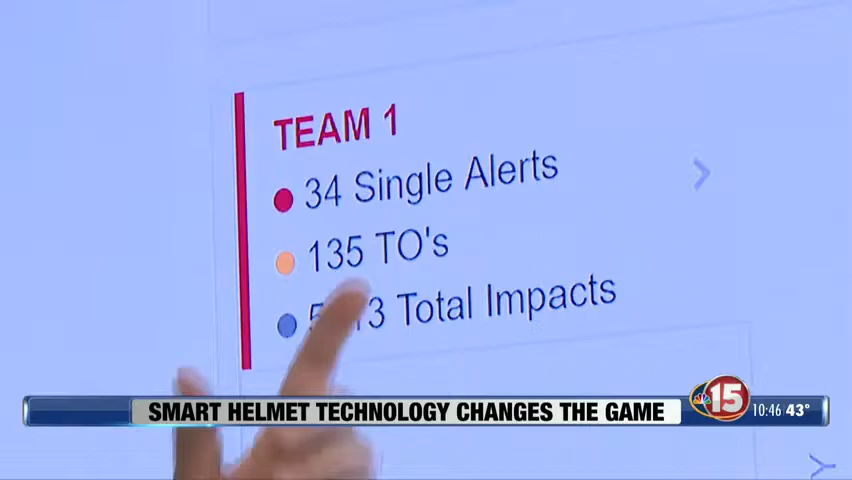 TEAM 1
34 Single Alerts
135 TO's
Total Impacts
SMART HELMET TECHNOLOGY CHANGES THE GAME
15
10:46 43°